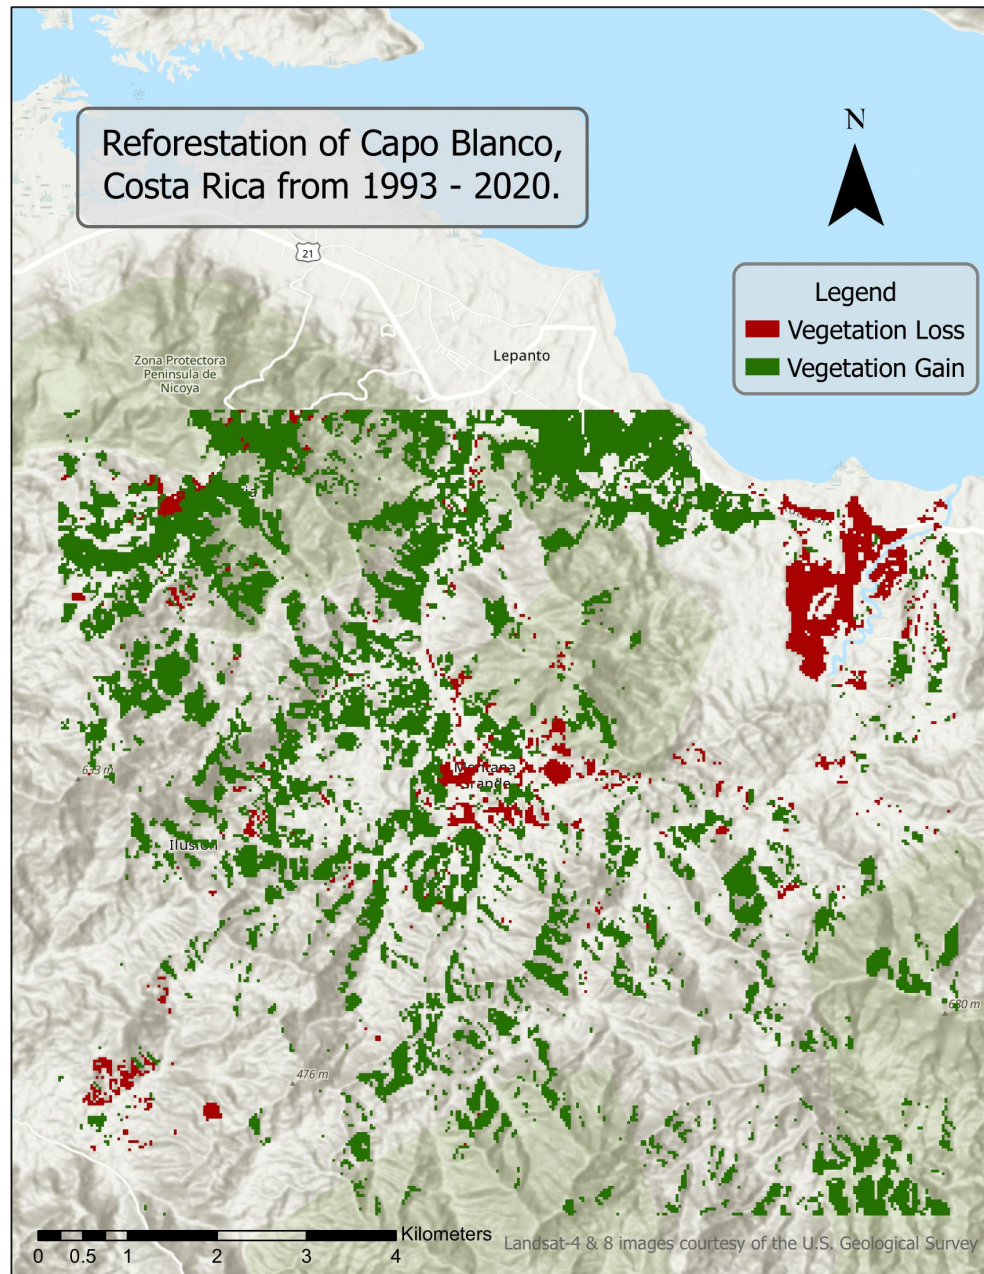 Reforestation of Capo Blanco,
Costa Rica from 1993 - 2020.
N
21
Legend
Vegetation Loss
Vegetation Gain
Lepanto
Zona Protectora
Peninsula de
Nicoya
633 m
Montana
Grande
Ilusion
680 m
476 m
Kilometers
0 0.5 1 2 3 4
Landsat-4 & 8 images courtesy of the U.S. Geological Survey